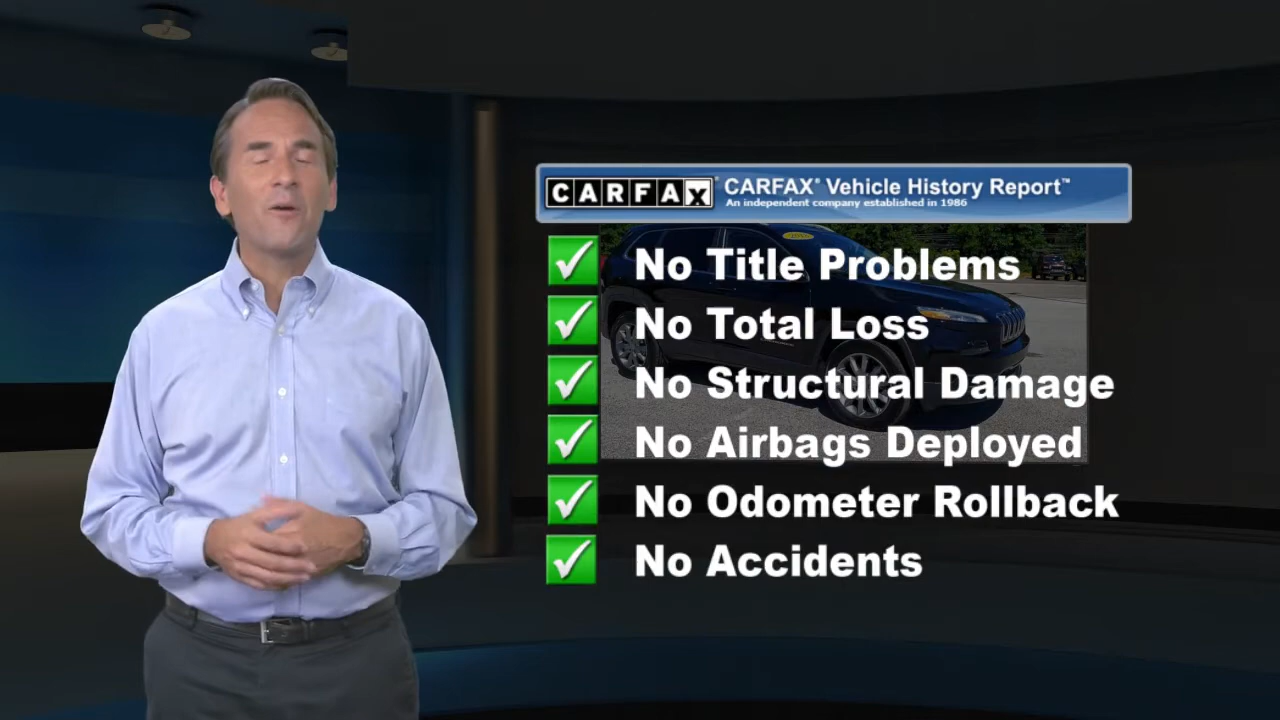 CARFAX® CARFAX® Vehicle History Report™
An independent company established in 1986
No Title Problems
No Total Loss
No Structural Damage
No Airbags Deployed
No Odometer Rollback
No Accidents